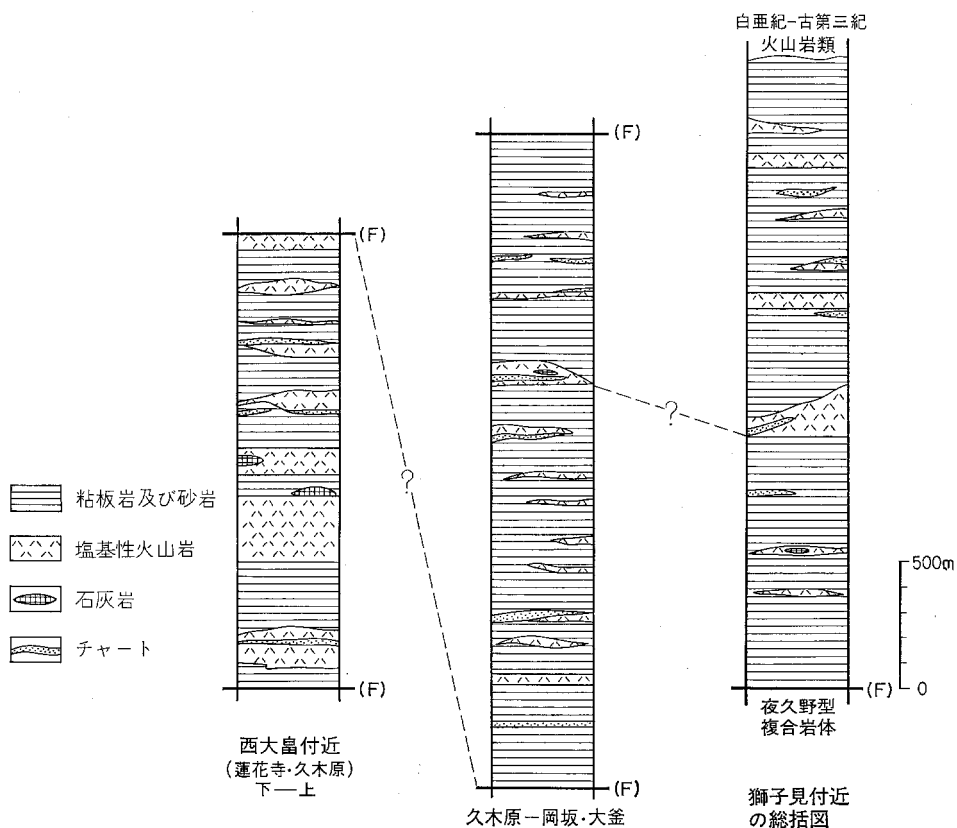 白亜紀-古第三紀
火山岩類
(F)
(F)
?
?
粘板岩及び砂岩
塩基性火山岩
石灰岩
チャート
500m
0
(F)
(F)
(F)
西大畠付近
(蓮花寺・久木原)
下—上
久木原—岡坂・大釜
夜久野型
複合岩体
獅子見付近
の総括図